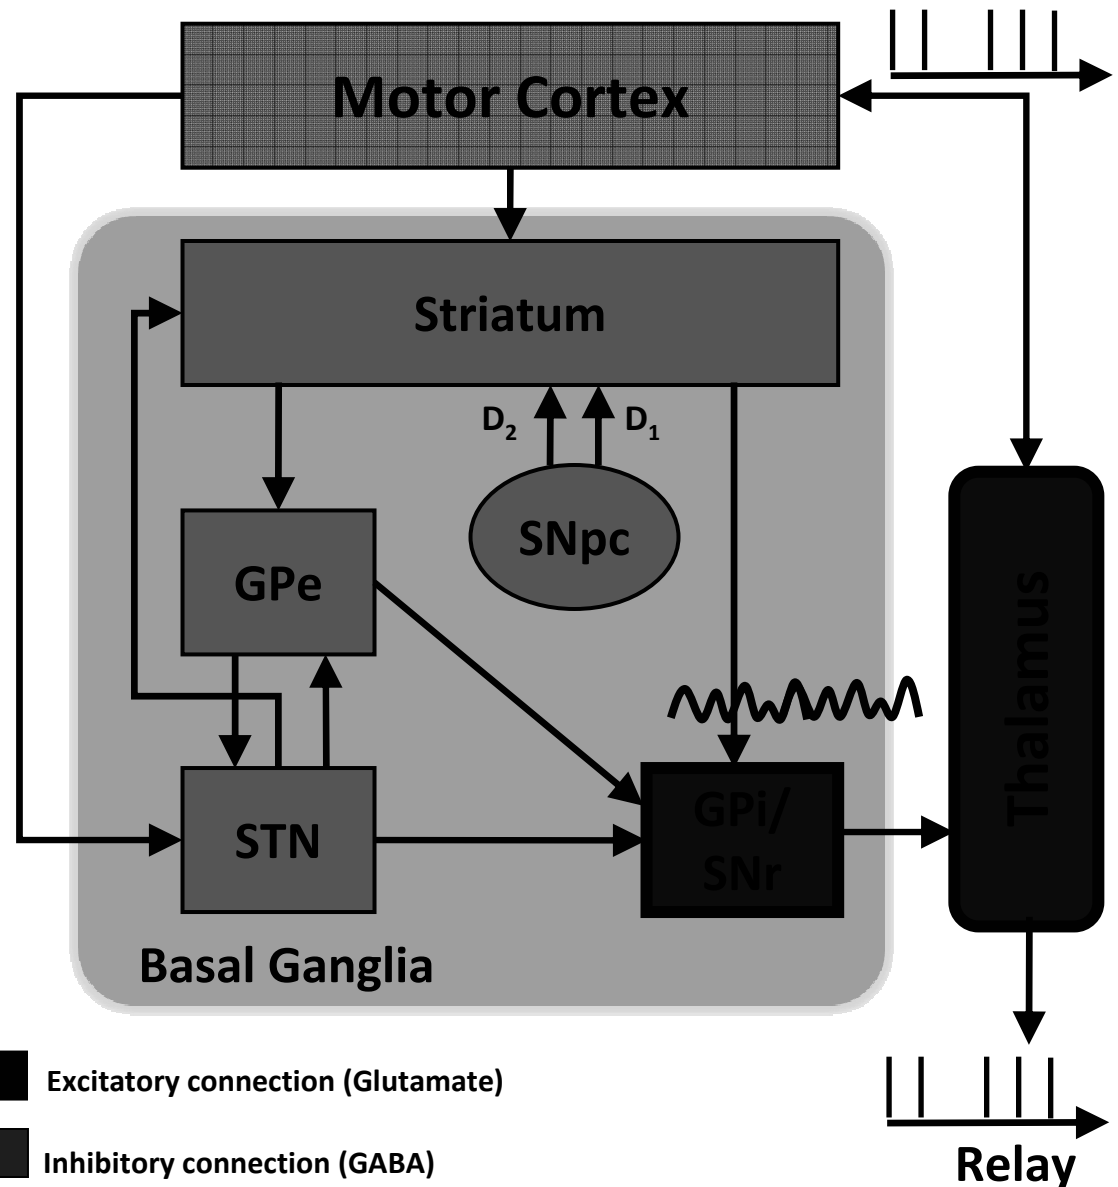 Motor Cortex
Striatum
D2
D1
SNpc
GPe
Thalamus
GPi/
SNr
STN
Basal Ganglia
Excitatory connection (Glutamate)
Inhibitory connection (GABA)
Relay